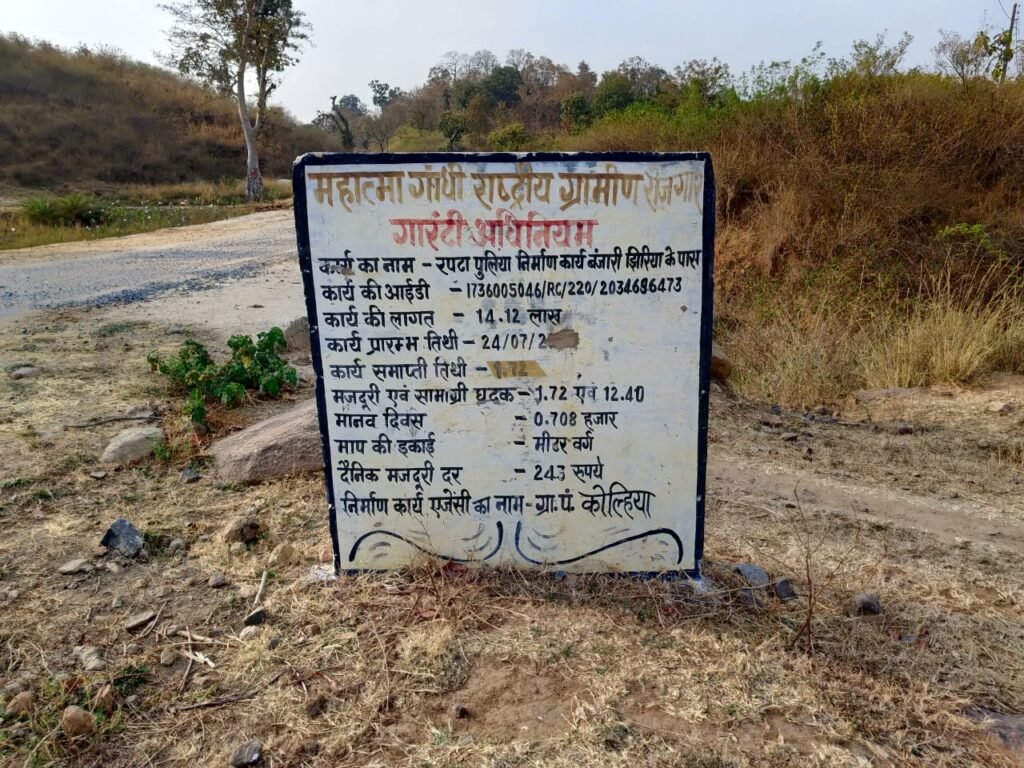 महात्मा गांधी राष्ट्रीय ग्रामीण रोजगार
गारंटी अधिनियम
कार्य का नाम - रपटा पुलिया निर्माण कार्य बंजारी झिरिया के पास
कार्य की आईडी - 1736005046/RC/220/2034696473
कार्य की लागत - 14.12 लाख
कार्य प्रारम्भ तिथी - 24/07/2
कार्य समाप्ती तिथी - 1.72
मजदूरी एवं सामाग्री घटक - 1.72 एवं 12.40
मानव दिवस - 0.708 हजार
माप की इकाई - मीटर वर्ग
दैनिक मजदूरी दर - 243 रुपये
निर्माण कार्य एजेंसी का नाम - ग्रा.पं. कोल्हिया